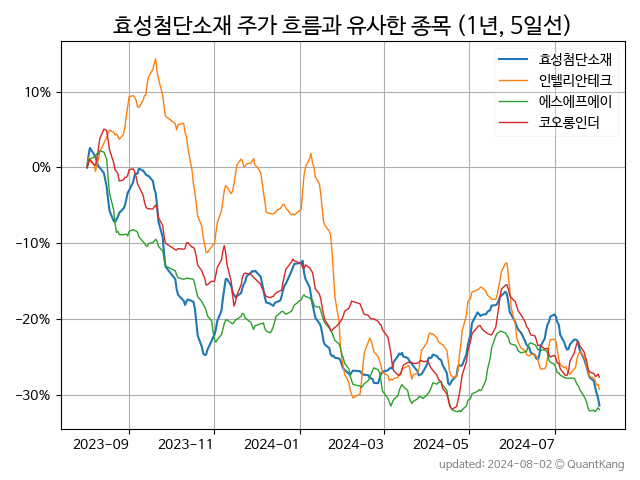 효성첨단소재 주가 흐름과 유사한 종목 (1년, 5일선)
효성첨단소재
인텔리안테크
에스에프에이
코오롱인더
10%
0%
−10%
−20%
−30%
2023-09
2023-11
2024-01
2024-03
2024-05
2024-07
updated: 2024-08-02 © QuantKang